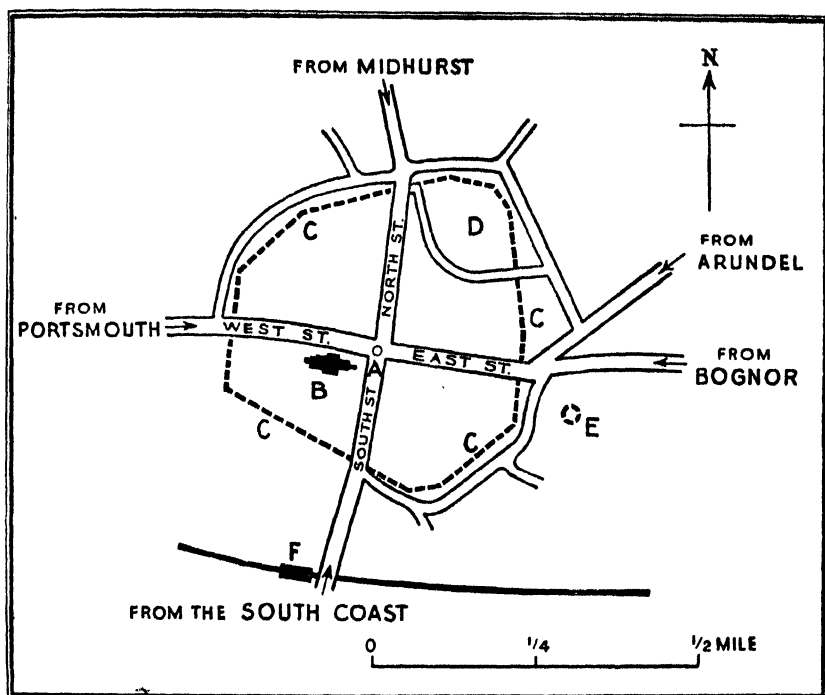 FROM MIDHURST
N
C
D
NORTH ST.
FROM
ARUNDEL
FROM
PORTSMOUTH
WEST ST.
C
O
A
EAST ST.
FROM
BOGNOR
B
SOUTH ST
C
C
E
F
FROM THE SOUTH COAST
0 1/4 1/2 MILE